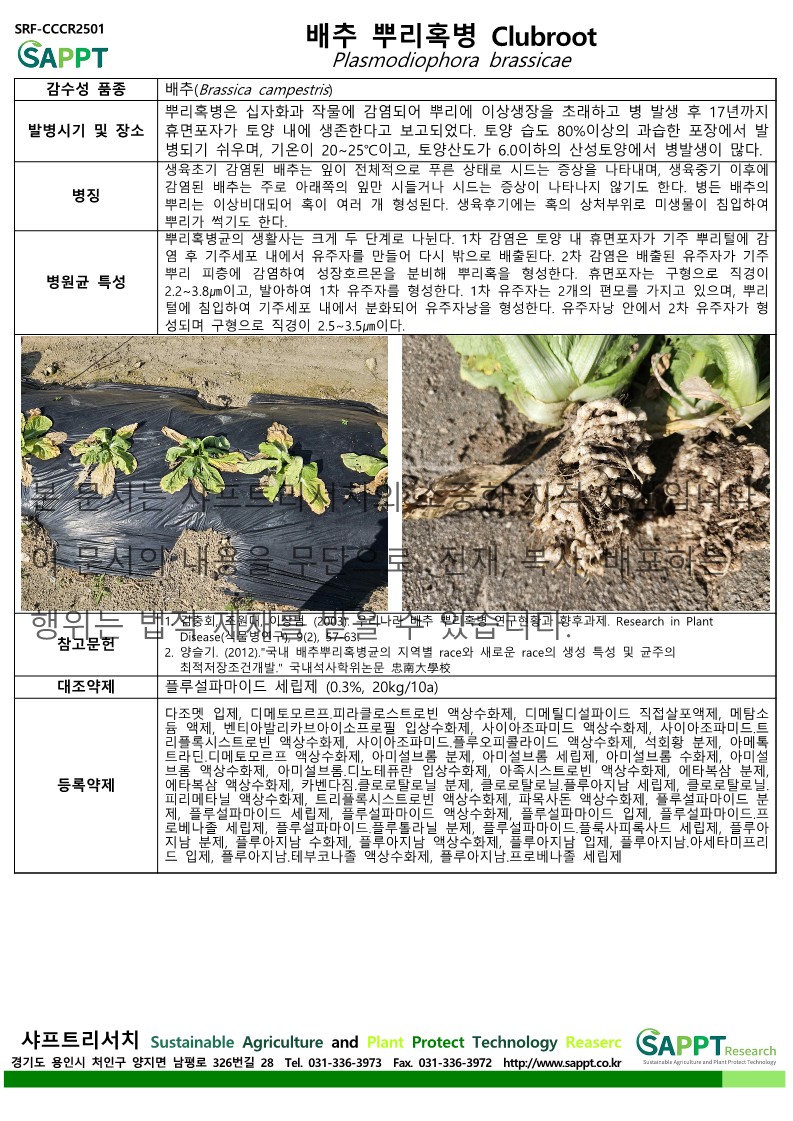 SRF-CCCR2501
SAPPT
배추 뿌리혹병 Clubroot
Plasmodiophora brassicae
감수성 품종
배추(Brassica campestris)
발병시기 및 장소
뿌리혹병은 십자화과 작물에 감염되어 뿌리에 이상생장을 초래하고 병 발생 후 17년까지
휴면포자가 토양 내에 생존한다고 보고되었다. 토양 습도 80%이상의 과습한 포장에서 발
병되기 쉬우며, 기온이 20~25℃이고, 토양산도가 6.0이하의 산성토양에서 병발생이 많다.
병징
생육초기 감염된 배추는 잎이 전체적으로 푸른 상태로 시드는 증상을 나타내며, 생육중기 이후에
감염된 배추는 주로 아래쪽의 잎만 시들거나 시드는 증상이 나타나지 않기도 한다. 병든 배추의
뿌리는 이상비대되어 혹이 여러 개 형성된다. 생육후기에는 혹의 상처부위로 미생물이 침입하여
뿌리가 썩기도 한다.
병원균 특성
뿌리혹병균의 생활사는 크게 두 단계로 나뉜다. 1차 감염은 토양 내 휴면포자가 기주 뿌리털에 감
염 후 기주세포 내에서 유주자를 만들어 다시 밖으로 배출된다. 2차 감염은 배출된 유주자가 기주
뿌리 피층에 감염하여 성장호르몬을 분비해 뿌리혹을 형성한다. 휴면포자는 구형으로 직경이
2.2~3.8㎛이고, 발아하여 1차 유주자를 형성한다. 1차 유주자는 2개의 편모를 가지고 있으며, 뿌리
털에 침입하여 기주세포 내에서 분화되어 유주자낭을 형성한다. 유주자낭 안에서 2차 유주자가 형
성되며 구형으로 직경이 2.5~3.5㎛이다.
본 문서는 샤프트리서치의 소중한 지적 자산입니다.
이 문서의 내용을 무단으로 전재, 복사, 배포하는
행위는 법적 제재를 받을 수 있습니다.
참고문헌
1. 김충회, 조원대, 이상범. (2003). 우리나라 배추 뿌리혹병 연구현황과 향후과제. Research in Plant
Disease(식물병연구), 9(2), 57-63.
2. 양슬기. (2012)."국내 배추뿌리혹병균의 지역별 race와 새로운 race의 생성 특성 및 균주의
최적저장조건개발." 국내석사학위논문 忠南大學校
대조약제
플루설파마이드 세립제 (0.3%, 20kg/10a)
등록약제
다조멧 입제, 디메토모르프.피라클로스트로빈 액상수화제, 디메틸디설파이드 직접살포액제, 메탐소
듐 액제, 벤티아발리카브아이소프로필 입상수화제, 사이아조파미드 액상수화제, 사이아조파미드.트
리플록시스트로빈 액상수화제, 사이아조파미드.플루오피콜라이드 액상수화제, 석회황 분제, 아메톡
트라딘.디메토모르프 액상수화제, 아미설브롬 분제, 아미설브롬 세립제, 아미설브롬 수화제, 아미설
브롬 액상수화제, 아미설브롬.디노테퓨란 입상수화제, 아족시스트로빈 액상수화제, 에타복삼 분제,
에타복삼 액상수화제, 카벤다짐.클로로탈로닐 분제, 클로로탈로닐.플루아지남 세립제, 클로로탈로닐.
피리메타닐 액상수화제, 트리플록시스트로빈 액상수화제, 파목사돈 액상수화제, 플루설파마이드 분
제, 플루설파마이드 세립제, 플루설파마이드 액상수화제, 플루설파마이드 입제, 플루설파마이드.프
로베나졸 세립제, 플루설파마이드.플루톨라닐 분제, 플루설파마이드.플룩사피록사드 세립제, 플루아
지남 분제, 플루아지남 수화제, 플루아지남 액상수화제, 플루아지남 입제, 플루아지남.아세타미프리
드 입제, 플루아지남.테부코나졸 액상수화제, 플루아지남.프로베나졸 세립제
샤프트리서치 Sustainable Agriculture and Plant Protect Technology Reaserc
경기도 용인시 처인구 양지면 남평로 326번길 28 Tel. 031-336-3973 Fax. 031-336-3972 http://www.sappt.co.kr
SAPPT Research
Sustainable Agriculture and Plant Protect Technology